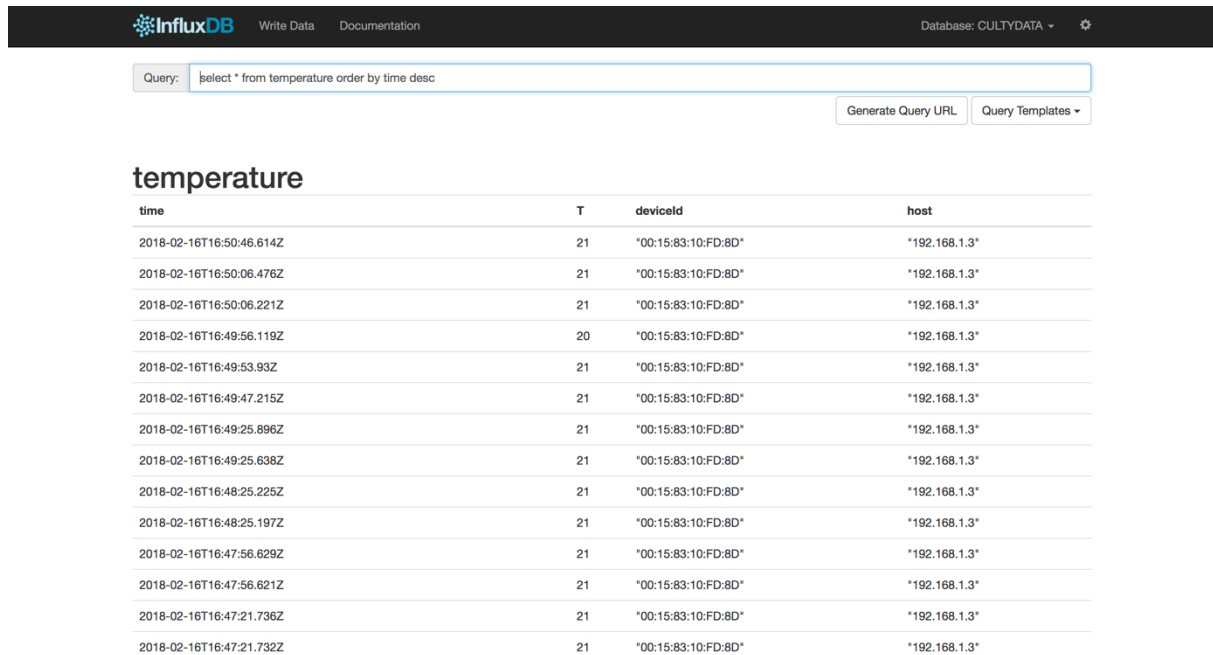 InfluxDB Write Data Documentation Database: CULTYDATA
Query: select * from temperature order by time desc
Generate Query URL Query Templates
temperature
time T deviceId host
2018-02-16T16:50:46.614Z 21 "00:15:83:10:FD:8D" "192.168.1.3"
2018-02-16T16:50:06.476Z 21 "00:15:83:10:FD:8D" "192.168.1.3"
2018-02-16T16:50:06.221Z 21 "00:15:83:10:FD:8D" "192.168.1.3"
2018-02-16T16:49:56.119Z 20 "00:15:83:10:FD:8D" "192.168.1.3"
2018-02-16T16:49:53.93Z 21 "00:15:83:10:FD:8D" "192.168.1.3"
2018-02-16T16:49:47.215Z 21 "00:15:83:10:FD:8D" "192.168.1.3"
2018-02-16T16:49:25.896Z 21 "00:15:83:10:FD:8D" "192.168.1.3"
2018-02-16T16:49:25.638Z 21 "00:15:83:10:FD:8D" "192.168.1.3"
2018-02-16T16:48:25.225Z 21 "00:15:83:10:FD:8D" "192.168.1.3"
2018-02-16T16:48:25.197Z 21 "00:15:83:10:FD:8D" "192.168.1.3"
2018-02-16T16:47:56.629Z 21 "00:15:83:10:FD:8D" "192.168.1.3"
2018-02-16T16:47:56.621Z 21 "00:15:83:10:FD:8D" "192.168.1.3"
2018-02-16T16:47:21.736Z 21 "00:15:83:10:FD:8D" "192.168.1.3"
2018-02-16T16:47:21.732Z 21 "00:15:83:10:FD:8D" "192.168.1.3"